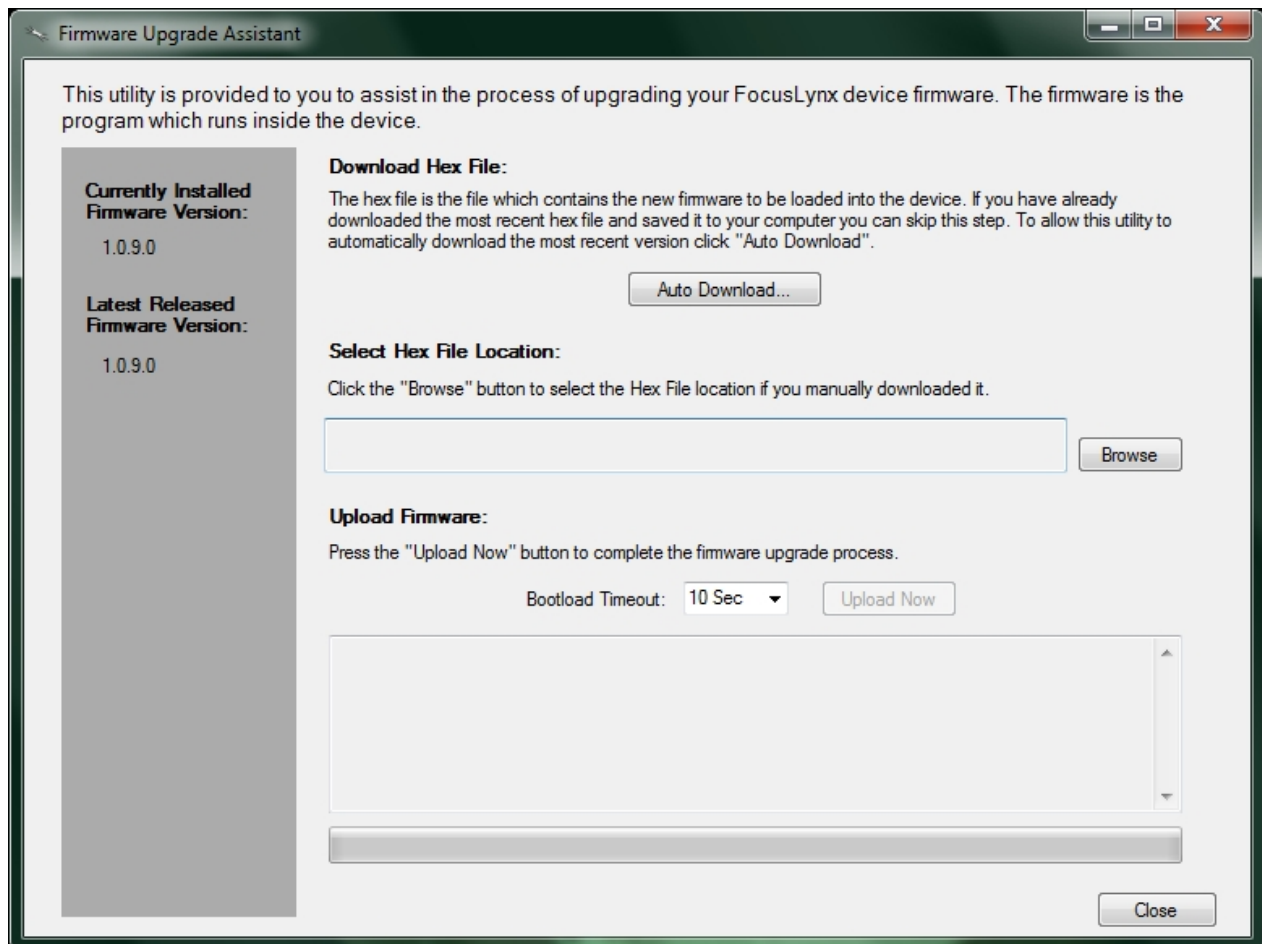 Firmware Upgrade Assistant
This utility is provided to you to assist in the process of upgrading your FocusLynx device firmware. The firmware is the
program which runs inside the device.
Currently Installed
Firmware Version:
1.0.9.0
Latest Released
Firmware Version:
1.0.9.0
Download Hex File:
The hex file is the file which contains the new firmware to be loaded into the device. If you have already
downloaded the most recent hex file and saved it to your computer you can skip this step. To allow this utility to
automatically download the most recent version click "Auto Download".
Auto Download...
Select Hex File Location:
Click the "Browse" button to select the Hex File location if you manually downloaded it.
Browse
Upload Firmware:
Press the "Upload Now" button to complete the firmware upgrade process.
Bootload Timeout: 10 Sec Upload Now
Close